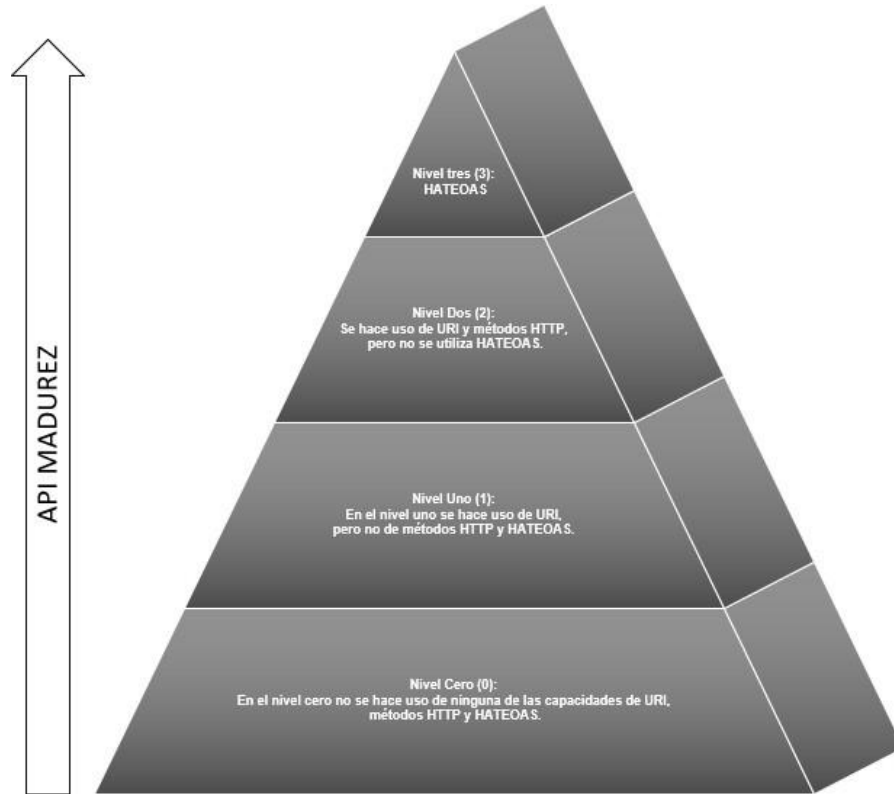 API MADUREZ
Nivel tres (3):
HATEOAS
Nivel Dos (2):
Se hace uso de URI y métodos HTTP,
pero no se utiliza HATEOAS.
Nivel Uno (1):
En el nivel uno se hace uso de URI,
pero no de métodos HTTP y HATEOAS.
Nivel Cero (0):
En el nivel cero no se hace uso de ninguna de las capacidades de URI,
métodos HTTP y HATEOAS.